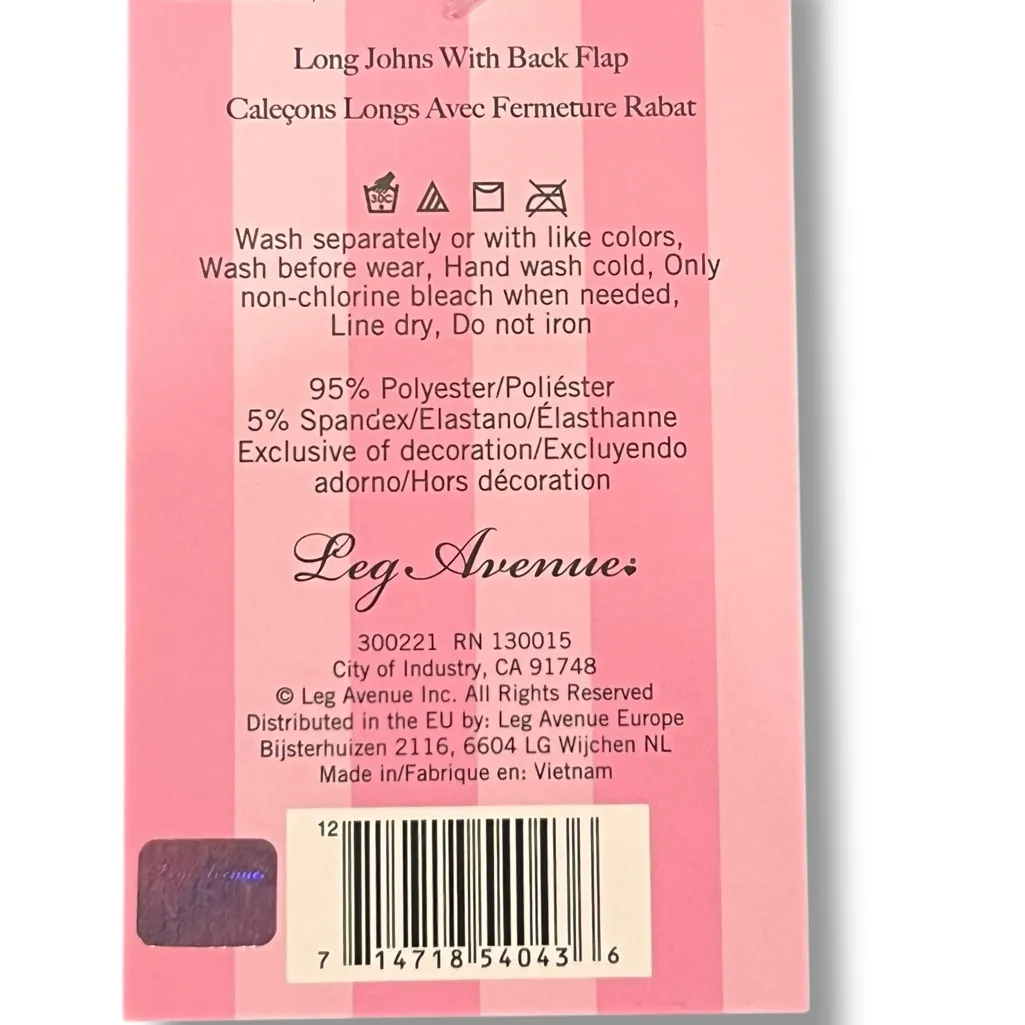 Long Johns With Back Flap
Caleçons Longs Avec Fermeture Rabat
30C
Wash separately or with like colors,
Wash before wear, Hand wash cold, Only
non-chlorine bleach when needed,
Line dry, Do not iron
95% Polyester/Poliéster
5% Spandex/Elastano/Élasthanne
Exclusive of decoration/Excluyendo
adorno/Hors décoration
Leg Avenue
300221 RN 130015
City of Industry, CA 91748
© Leg Avenue Inc. All Rights Reserved
Distributed in the EU by: Leg Avenue Europe
Bijsterhuizen 2116, 6604 LG Wijchen NL
Made in/Fabrique en: Vietnam
12
Leg Avenue
7 14718 54043 6